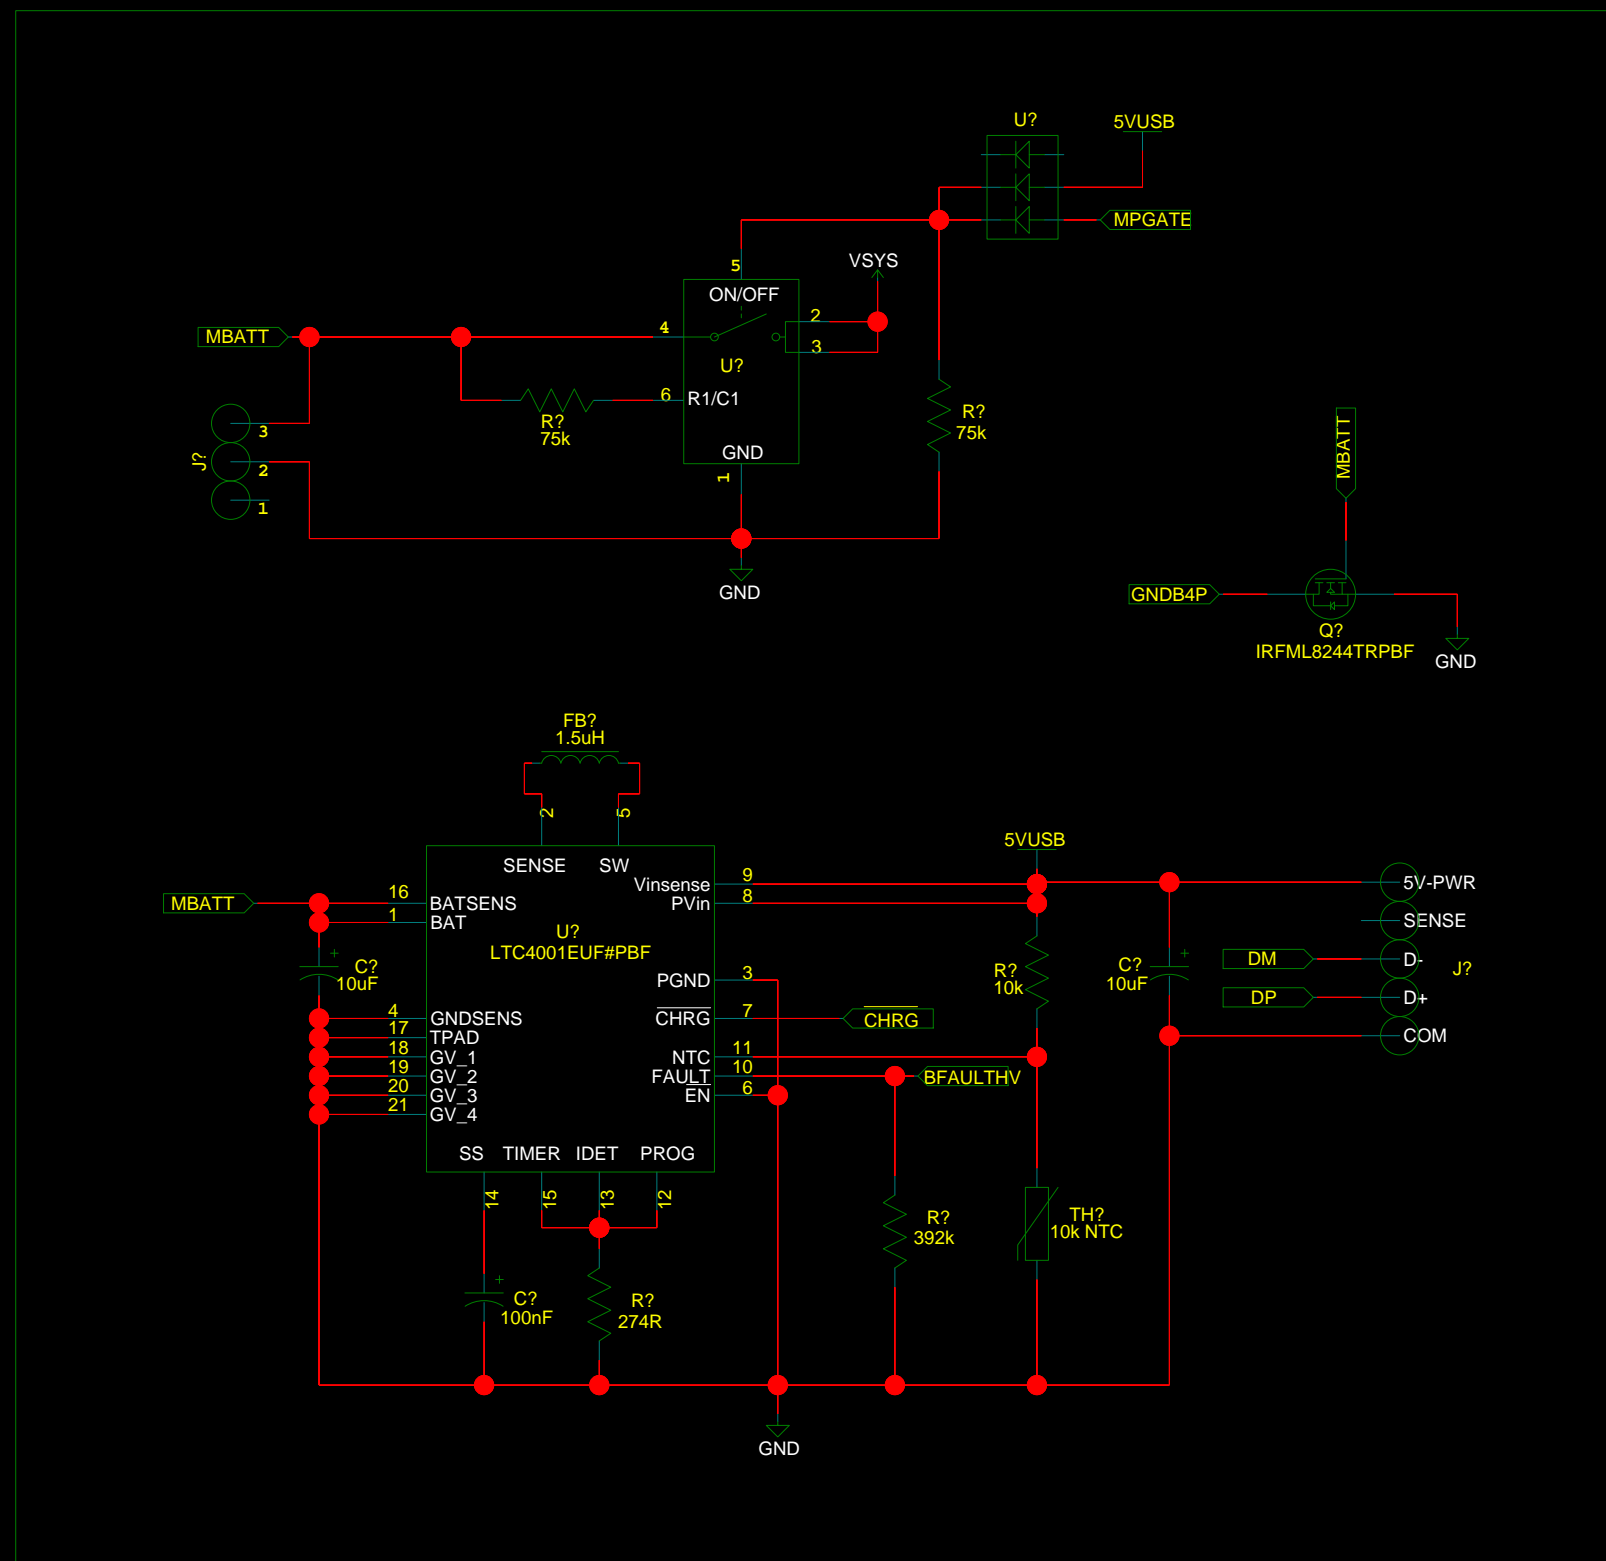 U?
5VUSB
MPGATE
VSYS
5
ON/OFF
MBATT
4
2
3
U?
6
R1/C1
R?
75k
R?
75k
GND
1
J?
3
2
1
GND
MBATT
GNDB4P
Q?
IRFML8244TRPBF
GND
FB?
1.5uH
2
5
SENSE
SW
5VUSB
MBATT
16
BATSENS
1
BAT
Vinsense
9
PVin
8
U?
LTC4001EUF#PBF
C?
10uF
PGND
3
CHRG
7
CHRG
4
GNDSENS
17
TPAD
18
GV_1
19
GV_2
20
GV_3
21
GV_4
NTC
11
FAULT
10
EN
6
BFAULTHV
R?
10k
C?
10uF
5V-PWR
SENSE
DM
D-
J?
DP
D+
COM
SS
TIMER
IDET
PROG
14
15
13
12
R?
392k
TH?
10k NTC
C?
100nF
R?
274R
GND